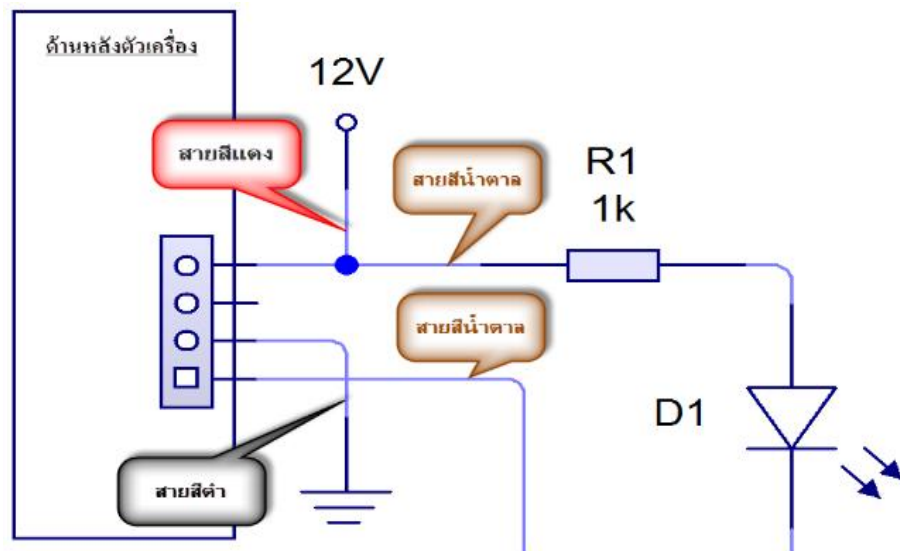 ด้านหลังตัวเครื่อง
12V
สายสีแดง
สายสีน้ำตาล
R1
1k
สายสีน้ำตาล
D1
สายสีดำ